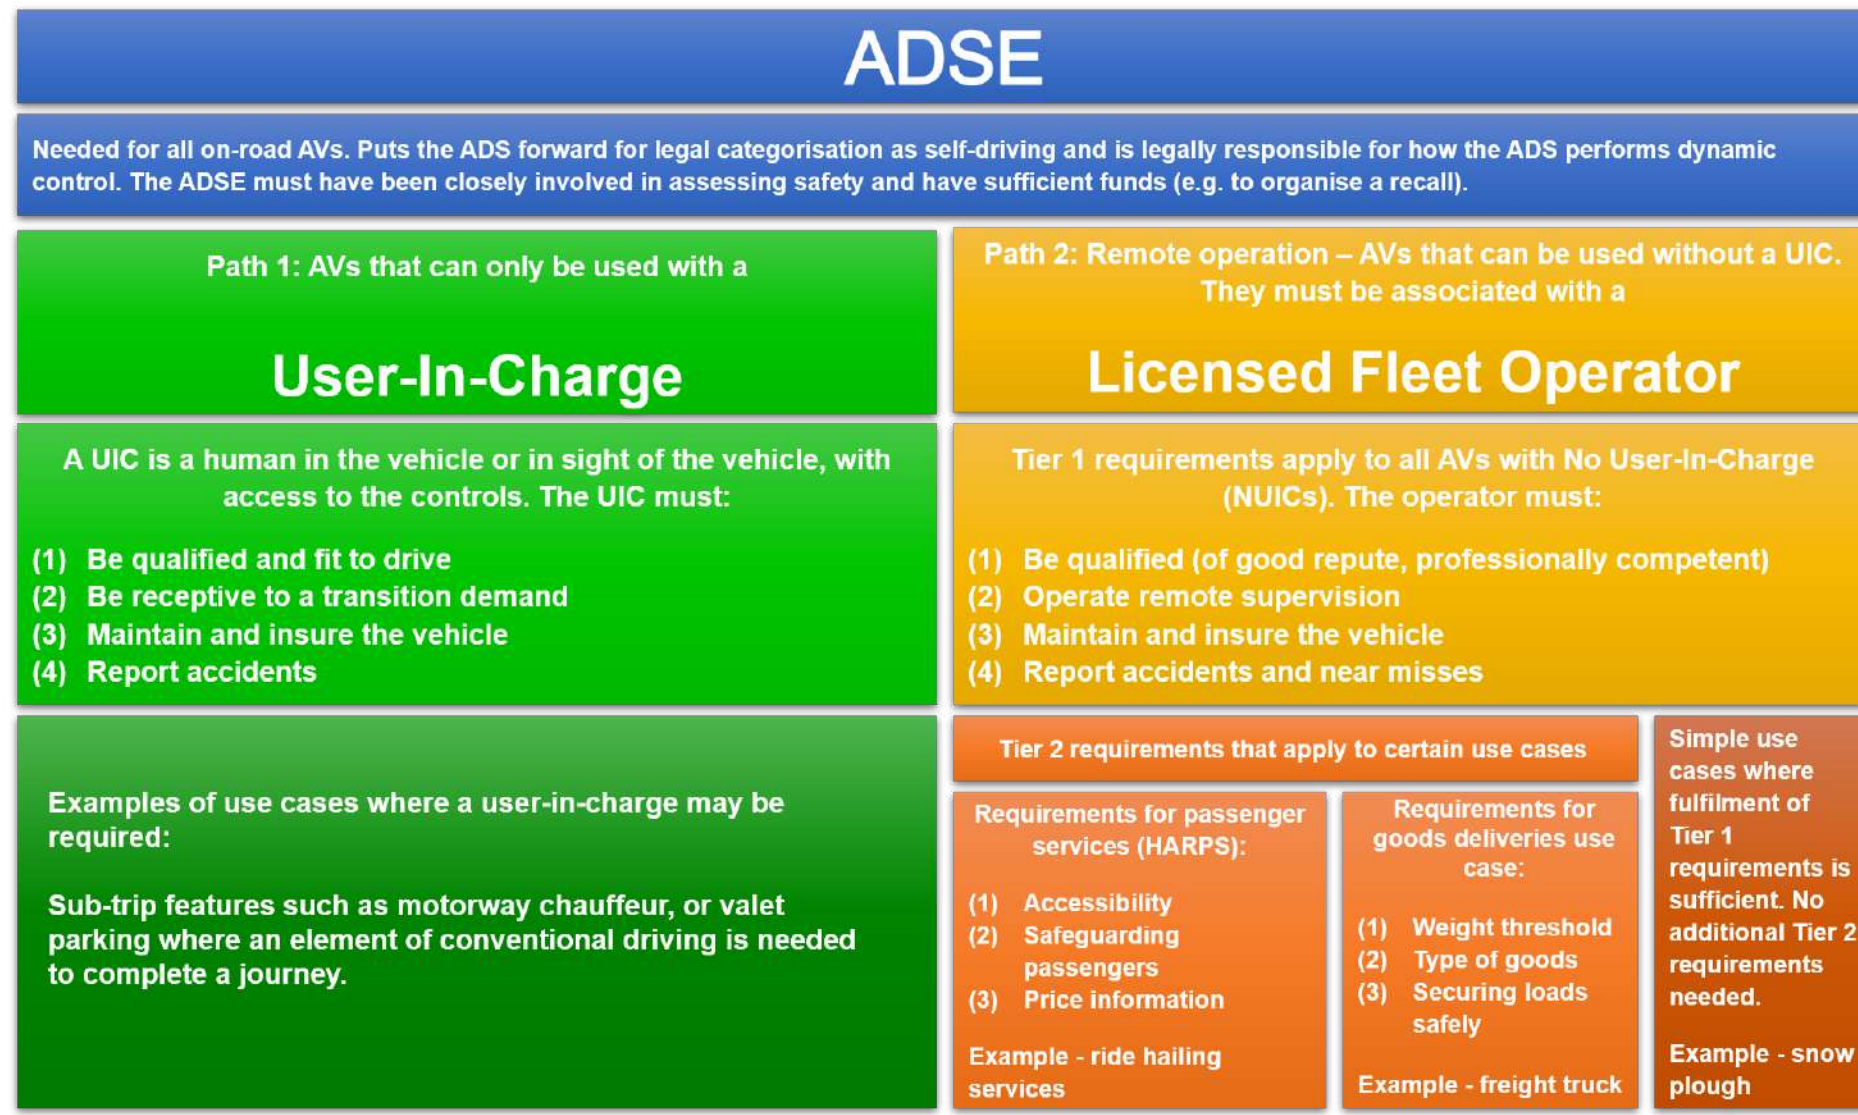 ADSE
Needed for all on-road AVs. Puts the ADS forward for legal categorisation as self-driving and is legally responsible for how the ADS performs dynamic
control. The ADSE must have been closely involved in assessing safety and have sufficient funds (e.g. to organise a recall).
Path 1: AVs that can only be used with a
User-In-Charge
A UIC is a human in the vehicle or in sight of the vehicle, with
access to the controls. The UIC must:
(1) Be qualified and fit to drive
(2) Be receptive to a transition demand
(3) Maintain and insure the vehicle
(4) Report accidents
Examples of use cases where a user-in-charge may be
required:
Sub-trip features such as motorway chauffeur, or valet
parking where an element of conventional driving is needed
to complete a journey.
Path 2: Remote operation – AVs that can be used without a UIC.
They must be associated with a
Licensed Fleet Operator
Tier 1 requirements apply to all AVs with No User-In-Charge
(NUICs). The operator must:
(1) Be qualified (of good repute, professionally competent)
(2) Operate remote supervision
(3) Maintain and insure the vehicle
(4) Report accidents and near misses
Tier 2 requirements that apply to certain use cases
Requirements for passenger
services (HARPS):
(1) Accessibility
(2) Safeguarding
passengers
(3) Price information
Example - ride hailing
services
Requirements for
goods deliveries use
case:
(1) Weight threshold
(2) Type of goods
(3) Securing loads
safely
Example - freight truck
Simple use
cases where
fulfilment of
Tier 1
requirements is
sufficient. No
additional Tier 2
requirements
needed.
Example - snow
plough